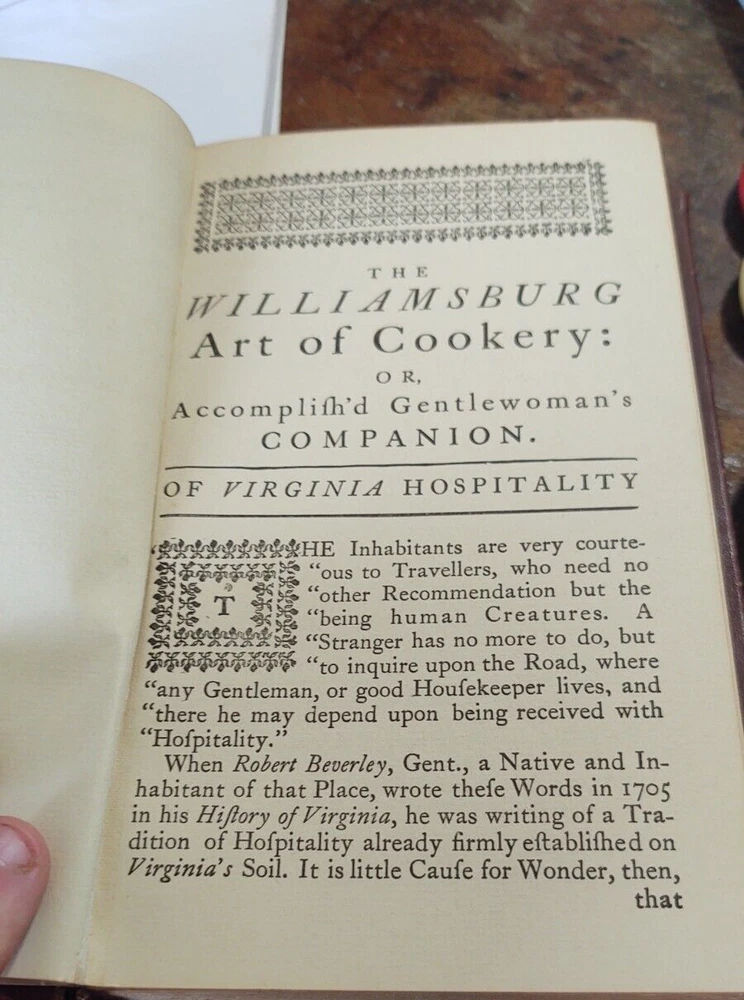 THE
WILLIAMSBURG
Art of Cookery:
OR,
Accompliſh'd Gentlewoman's
COMPANION.
OF VIRGINIA HOSPITALITY
“THE Inhabitants are very courte-
“ous to Travellers, who need no
“other Recommendation but the
“being human Creatures. A
“Stranger has no more to do, but
“to inquire upon the Road, where
“any Gentleman, or good Houſekeeper lives, and
“there he may depend upon being received with
“Hoſpitality.”
When Robert Beverley, Gent., a Native and In-
habitant of that Place, wrote theſe Words in 1705
in his Hiſtory of Virginia, he was writing of a Tra-
dition of Hoſpitality already firmly eſtabliſhed on
Virginia's Soil. It is little Cauſe for Wonder, then,
that